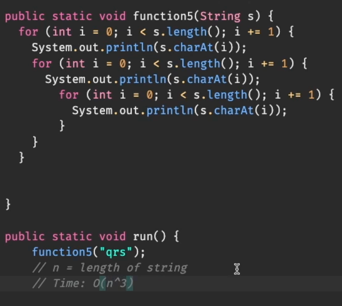 public static void function5(String s) {
  for (int i = 0; i < s.length(); i += 1) {
    System.out.println(s.charAt(i));
  for (int i = 0; i < s.length(); i += 1) {
      System.out.println(s.charAt(i));
        for (int i = 0; i < s.length(); i += 1) {
          System.out.println(s.charAt(i));
        }
    }
  }
}
public static void run() {
    function5("qrs");
    // n = length of string
    // Time: O(n^3)